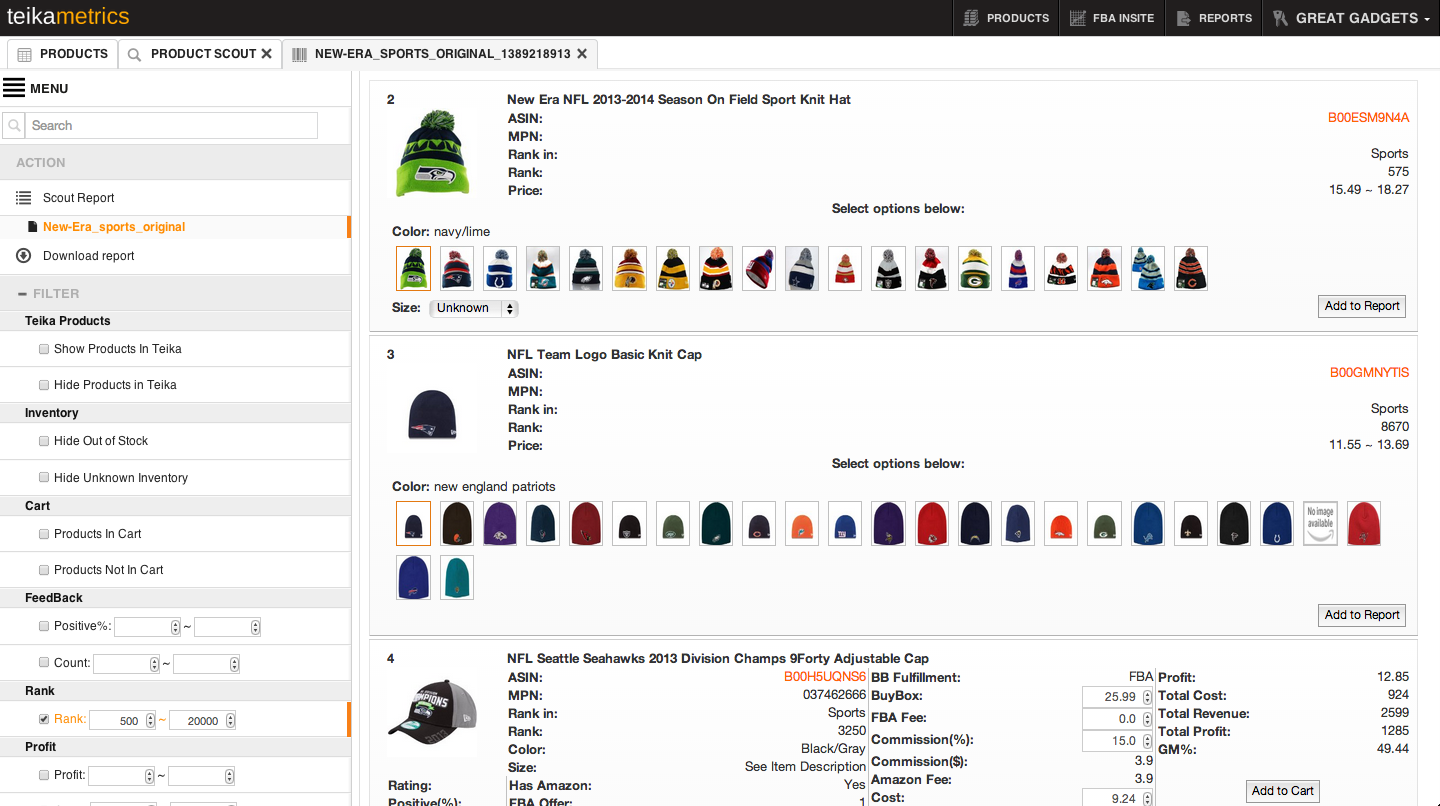 teikametrics
PRODUCTS
FBA INSITE
REPORTS
GREAT GADGETS
PRODUCTS
PRODUCT SCOUT
NEW-ERA_SPORTS_ORIGINAL_1389218913
MENU
Search
ACTION
Scout Report
New-Era_sports_original
Download report
FILTER
Teika Products
Show Products In Teika
Hide Products in Teika
Inventory
Hide Out of Stock
Hide Unknown Inventory
Cart
Products In Cart
Products Not In Cart
FeedBack
Positive%: ~
Count: ~
Rank
Rank: 500 ~ 20000
Profit
Profit: ~
2
New Era NFL 2013-2014 Season On Field Sport Knit Hat
ASIN: B00ESM9N4A
MPN:
Rank in: Sports
Rank: 575
Price: 15.49 ~ 18.27
Select options below:
Color: navy/lime
Size: Unknown
Add to Report
3
NFL Team Logo Basic Knit Cap
ASIN: B00GMNYTIS
MPN:
Rank in: Sports
Rank: 8670
Price: 11.55 ~ 13.69
Select options below:
Color: new england patriots
No image
available
Add to Report
4
NFL Seattle Seahawks 2013 Division Champs 9Forty Adjustable Cap
ASIN: B00H5UQNS6
MPN: 037462666
Rank in: Sports
Rank: 3250
Color: Black/Gray
Size: See Item Description
Rating:
Has Amazon: Yes
Positive(%):
FBA Offer: 1
BB Fulfillment: FBA
BuyBox: 25.99
FBA Fee: 0.0
Commission(%): 15.0
Commission($): 3.9
Amazon Fee: 3.9
Cost: 9.24
Profit: 12.85
Total Cost: 924
Total Revenue: 2599
Total Profit: 1285
GM%: 49.44
Add to Cart